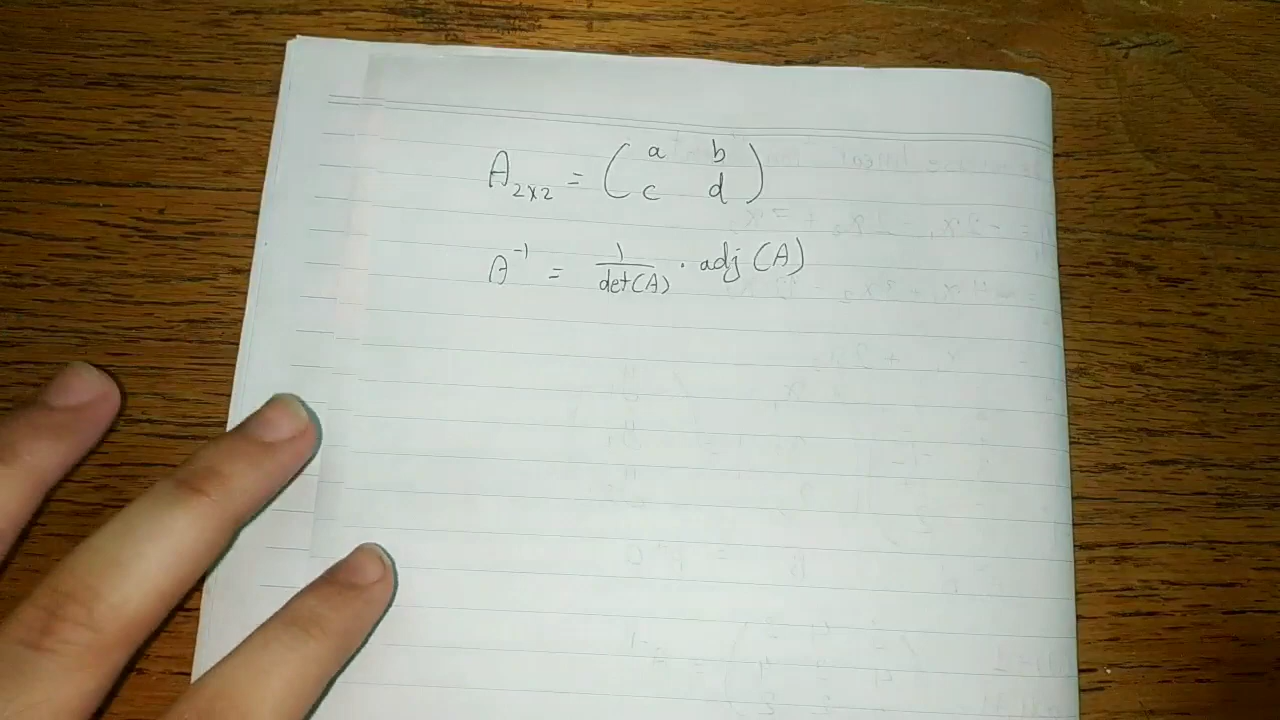 A₂ₓ₂ = ( a b
c d )
A⁻¹ = 1/det(A) · adj(A)